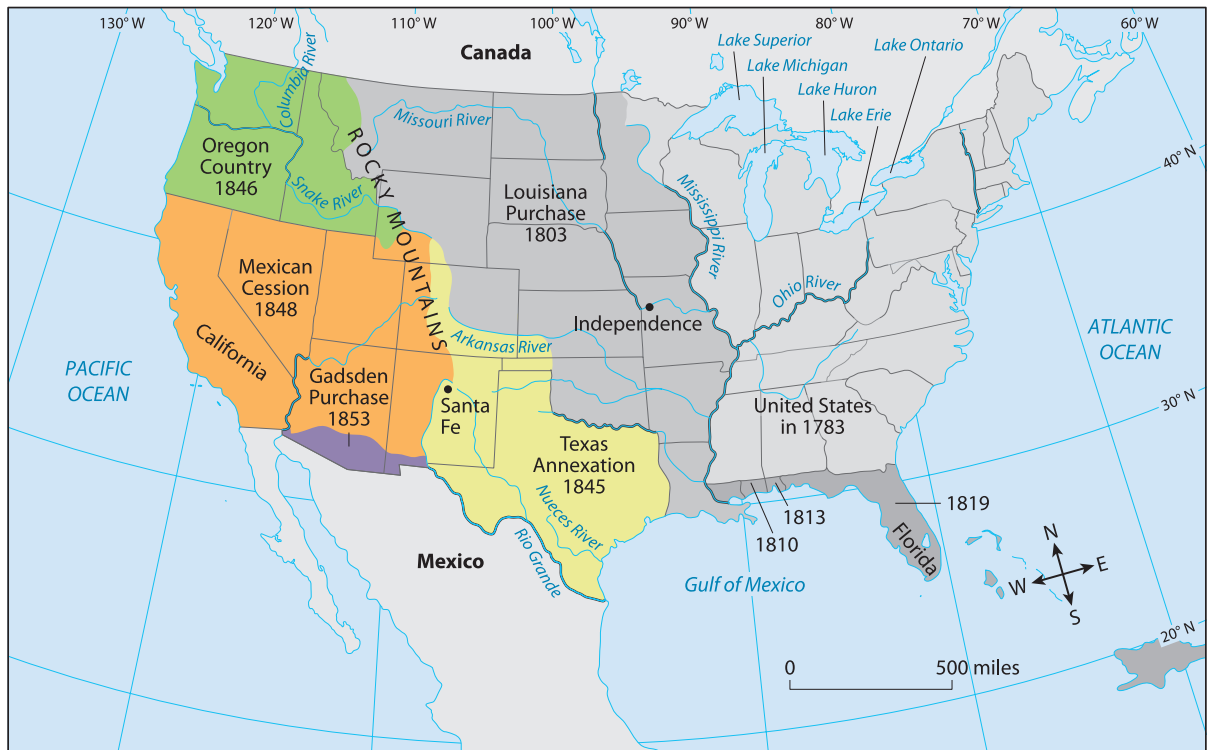 130° W
120° W
110° W
100° W
90° W
80° W
70° W
60° W
Canada
Lake Superior
Lake Michigan
Lake Huron
Lake Erie
Lake Ontario
40° N
Columbia River
Missouri River
Oregon
Country
1846
Snake River
ROCKY MOUNTAINS
Louisiana
Purchase
1803
Mississippi River
Mexican
Cession
1848
Ohio River
Independence
California
Arkansas River
ATLANTIC
OCEAN
PACIFIC
OCEAN
Gadsden
Purchase
1853
Santa
Fe
United States
in 1783
30° N
Texas
Annexation
1845
Nueces River
Rio Grande
1810
1813
1819
Florida
Mexico
Gulf of Mexico
N
W
E
S
20° N
0
500 miles